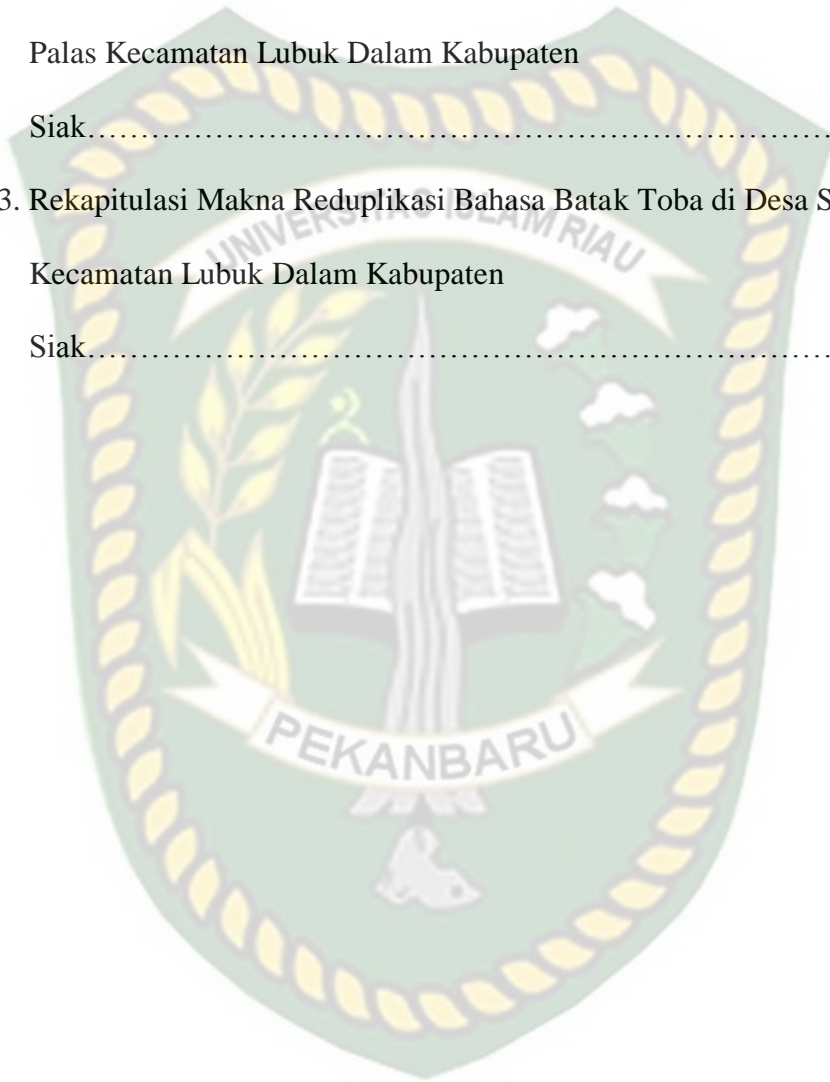 Palas Kecamatan Lubuk Dalam Kabupaten
Siak……………………………………………………………
3. Rekapitulasi Makna Reduplikasi Bahasa Batak Toba di Desa S
UNIVERSITAS ISLAM RIAU
Kecamatan Lubuk Dalam Kabupaten
Siak……………………………………………………………
PEKANBARU